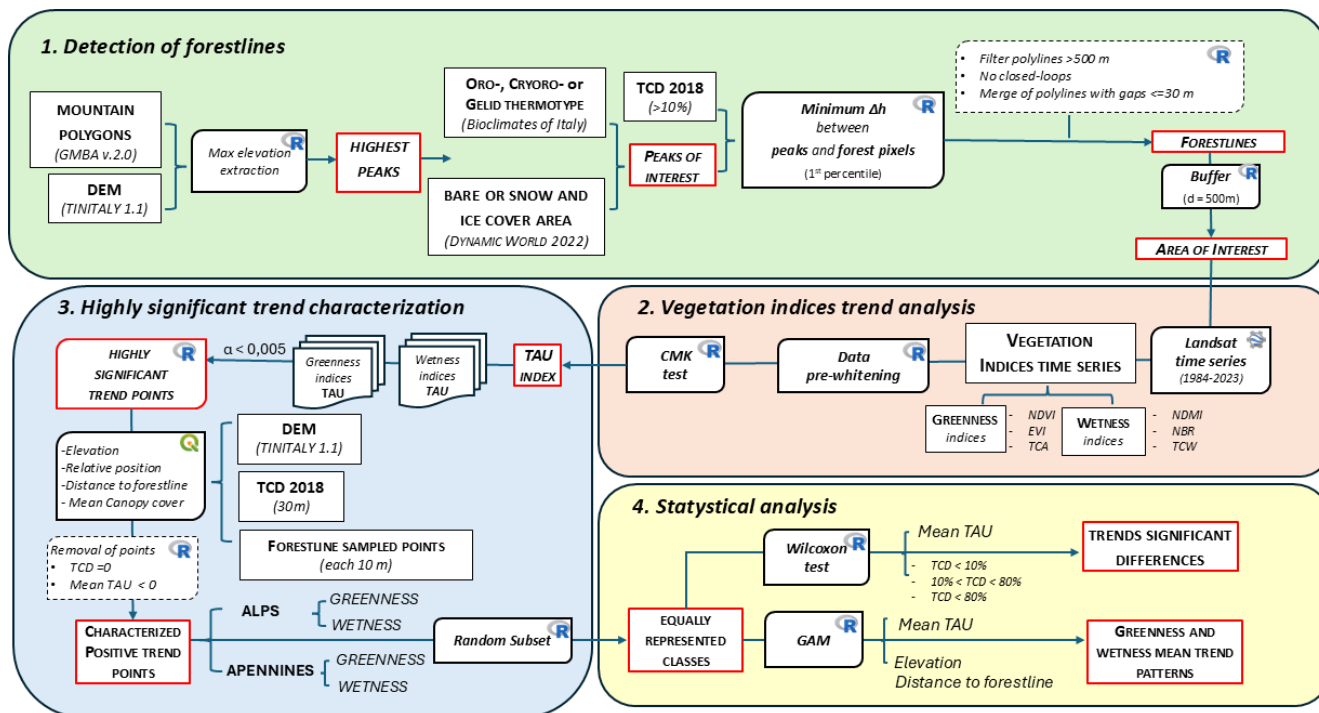 1. Detection of forestlines
MOUNTAIN
POLYGONS
(GMBA v.2.0)
DEM
(TINITALY 1.1)
Max elevation
extraction
HIGHEST
PEAKS
ORO-, CRYORO- OR
GELID THERMOTYPE
(Bioclimates of Italy)
BARE OR SNOW AND
ICE COVER AREA
(DYNAMIC WORLD 2022)
TCD 2018
(>10%)
PEAKS OF
INTEREST
Minimum Δh
between
peaks and forest pixels
(1st percentile)
• Filter polylines >500 m
• No closed-loops
• Merge of polylines with gaps <=30 m
FORESTLINES
Buffer
(d = 500m)
AREA OF INTEREST
2. Vegetation indices trend analysis
Landsat
time series
(1984-2023)
VEGETATION
INDICES TIME SERIES
GREENNESS
indices
- NDVI
- EVI
- TCA
WETNESS
indices
- NDMI
- NBR
- TCW
Data
pre-whitening
CMK
test
3. Highly significant trend characterization
TAU
INDEX
Wetness
indices
TAU
Greenness
indices
TAU
α < 0,005
HIGHLY
SIGNIFICANT
TREND POINTS
-Elevation
-Relative position
-Distance to forestline
- Mean Canopy cover
DEM
(TINITALY 1.1)
TCD 2018
(30m)
FORESTLINE SAMPLED POINTS
(each 10 m)
Removal of points
• TCD =0
• Mean TAU < 0
CHARACTERIZED
POSITIVE TREND
POINTS
ALPS
GREENNESS
WETNESS
APENNINES
GREENNESS
WETNESS
Random Subset
4. Statystical analysis
EQUALLY
REPRESENTED
CLASSES
Wilcoxon
test
Mean TAU
- TCD < 10%
- 10% < TCD < 80%
- TCD < 80%
TRENDS SIGNIFICANT
DIFFERENCES
GAM
Mean TAU
Elevation
Distance to forestline
GREENNESS AND
WETNESS MEAN TREND
PATTERNS